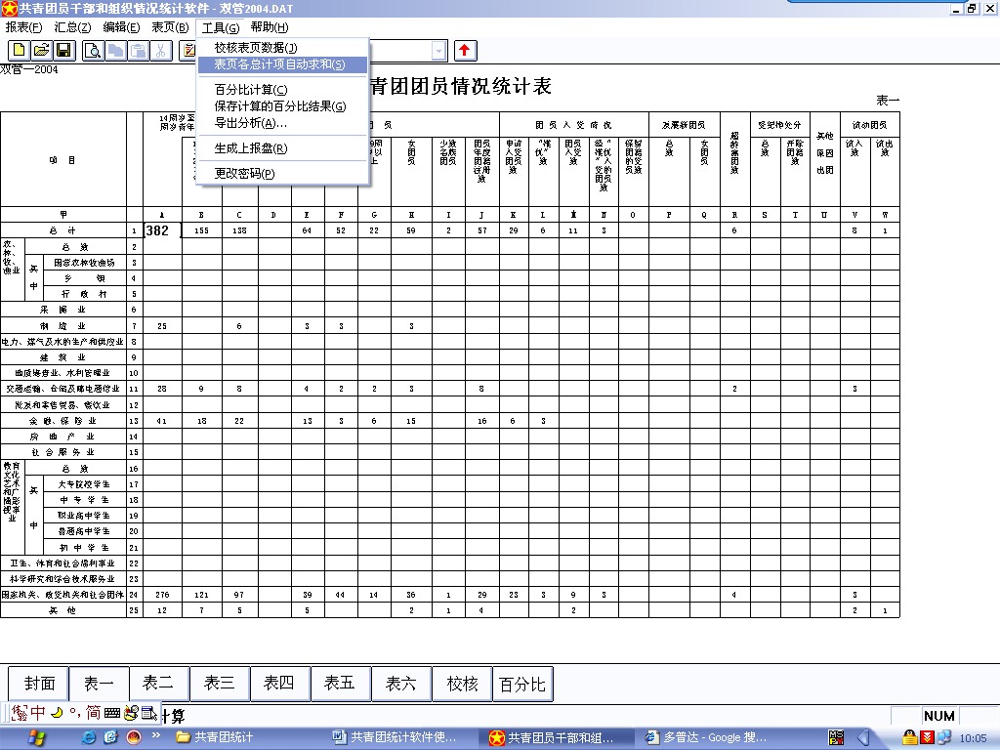 共青团员干部和组织情况统计软件 - 双管2004.DAT
报表(F) 汇总(Z) 编辑(E) 表页(B) 工具(G) 帮助(H)
校核表页数据(J)
表页各总计项自动求和(S)
百分比计算(C)
保存计算的百分比结果(G)
导出分析(A)...
生成上报盘(R)
更改密码(P)
双管一2004
青团团员情况统计表
表一
项 目
14周岁至
周岁青年
员
团员入党情况
发展新团员
超龄离团数
受纪律处分
其他原因出团
流动团员
女团员
少数民族团员
团员年度团籍注册数
申请入党团员数
"推优"数
团员入党数
经"推优"入党的团员数
保留团籍的党员数
总数
女团员
总数
开除团籍数
流入数
流出数
甲 A B C D E F G H I J K L M N O P Q R S T U V W
总 计 1 382 155 138 64 52 22 59 2 57 29 6 11 3 6 8 1
农、林、牧、渔业
总 数 2
其中
国营农林牧渔场 3
乡 镇 4
行 政 村 5
采 掘 业 6
制 造 业 7 25 6 3 3 3
电力、煤气及水的生产和供应业 8
建 筑 业 9
地质勘查业、水利管理业 10
交通运输、仓储及邮电通信业 11 28 9 8 4 2 2 3 8 2 3
批发和零售贸易、餐饮业 12
金 融、保 险 业 13 41 18 22 13 3 6 15 16 6 3
房 地 产 业 14
社 会 服 务 业 15
教育文化艺术和广播影视事业
总 数 16
其中
大专院校学生 17
中 专 学 生 18
职业高中学生 19
普通高中学生 20
初 中 学 生 21
卫生、体育和社会福利事业 22
科学研究和综合技术服务业 23
国家机关、政党机关和社会团体 24 276 121 97 39 44 14 36 1 29 23 3 9 3 4 3
其 他 25 12 7 5 5 2 1 4 2 2 1
封面 表一 表二 表三 表四 表五 表六 校核 百分比
中 简
计算
NUM
共青团统计
共青团统计软件使...
共青团员干部和组...
多普达 - Google 搜...
10:05